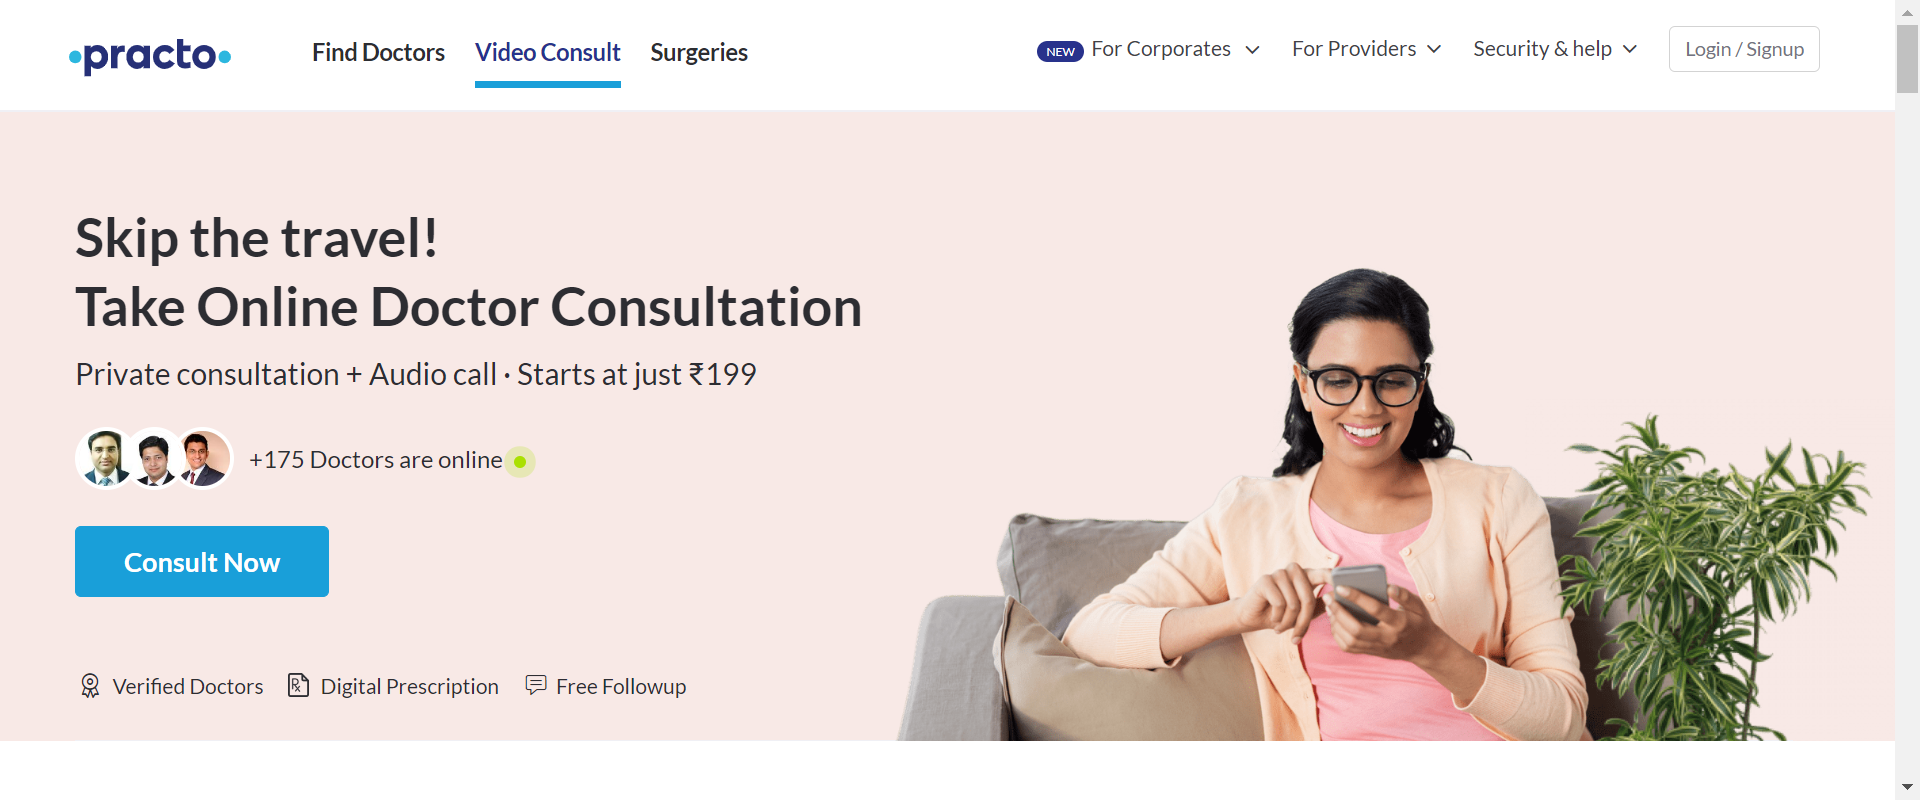 practo
Find Doctors
Video Consult
Surgeries
NEW For Corporates
For Providers
Security & help
Login / Signup
Skip the travel!
Take Online Doctor Consultation
Private consultation + Audio call · Starts at just ₹199
+175 Doctors are online
Consult Now
Verified Doctors
Digital Prescription
Free Followup